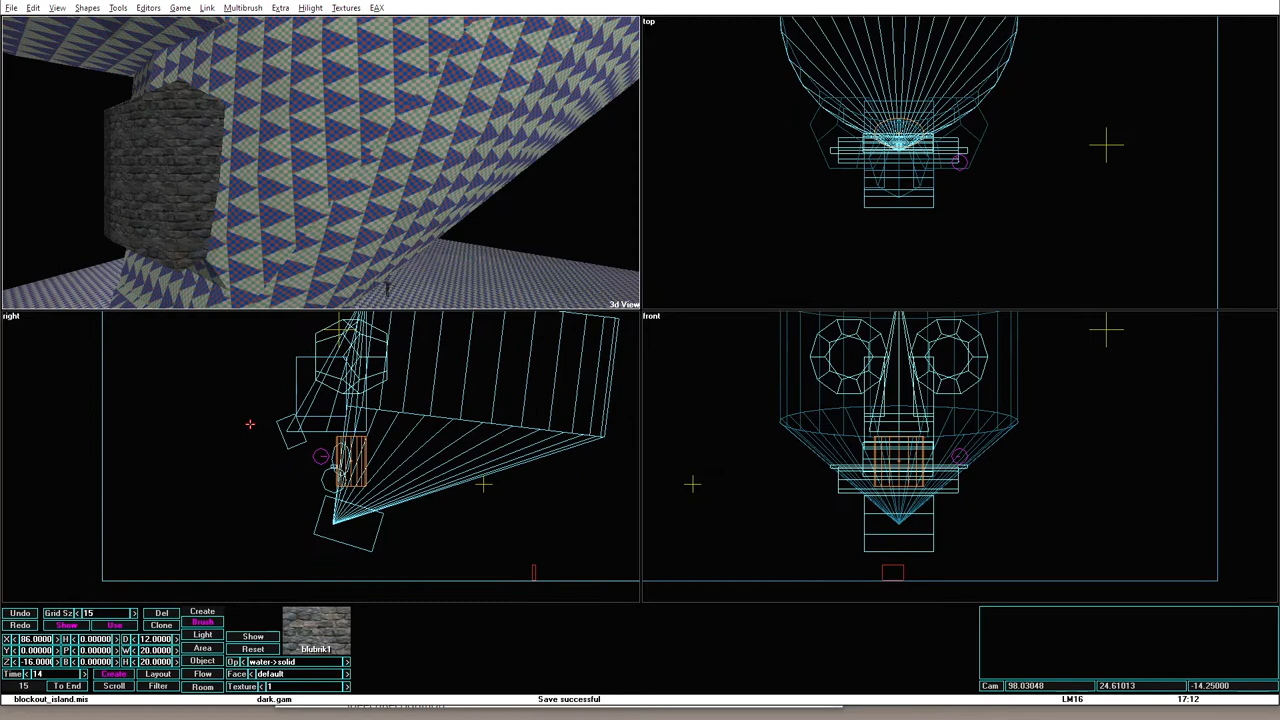 File Edit View Shapes Tools Editors Game Link Multibrush Extra Hilight Textures EAX
3d View
top
right
front
Undo Grid Sz < 15 > Del Create
Redo Show Use Clone Brush
X < 86.0000 > H < 0.00000 > D < 12.0000 > Light Show
Y < 0.00000 > P < 0.00000 > W < 20.0000 > Area Reset
Z < -16.0000 > B < 0.00000 > H < 20.0000 > Object Op < water->solid >
Time < 14 > Create Layout Flow Face < default >
15 To End Scroll Filter Room Texture < 1 >
blubrik1
Cam 98.03048 24.61013 -14.25000
blockout_island.mis dark.gam Save successful LM16 17:12